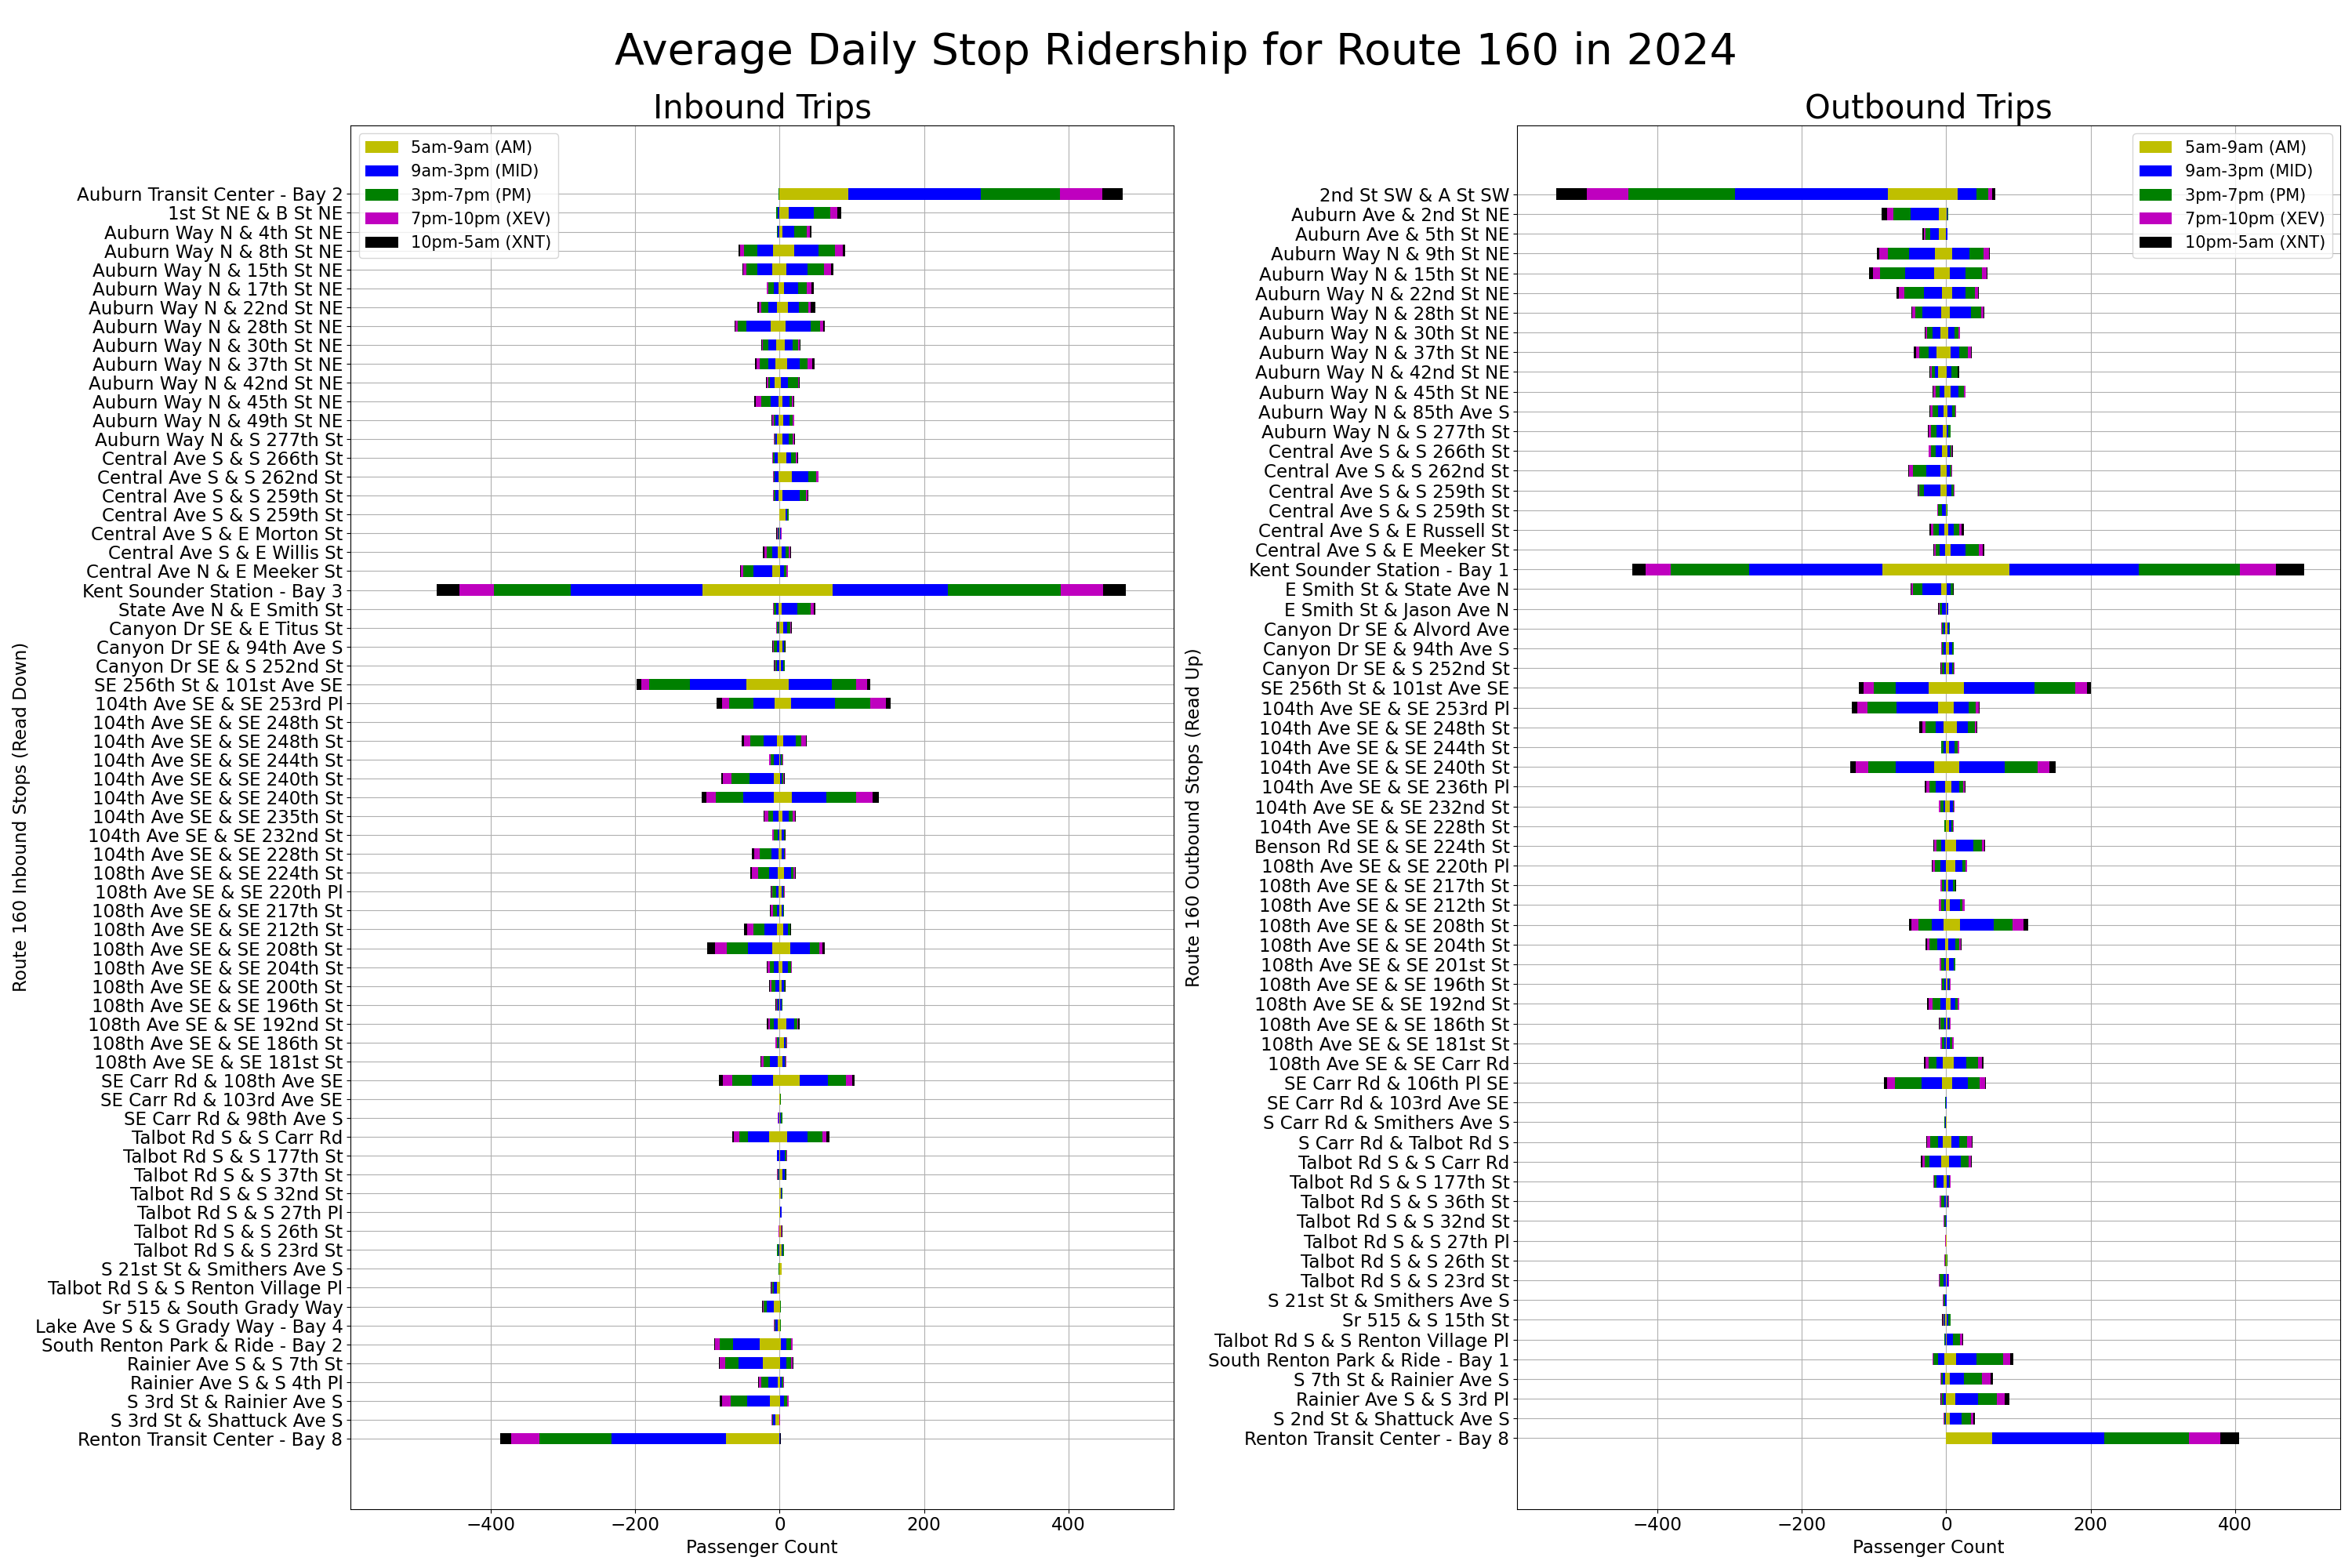 Average Daily Stop Ridership for Route 160 in 2024
Inbound Trips
5am-9am (AM)
9am-3pm (MID)
3pm-7pm (PM)
7pm-10pm (XEV)
10pm-5am (XNT)
Route 160 Inbound Stops (Read Down)
Auburn Transit Center - Bay 2
1st St NE & B St NE
Auburn Way N & 4th St NE
Auburn Way N & 8th St NE
Auburn Way N & 15th St NE
Auburn Way N & 17th St NE
Auburn Way N & 22nd St NE
Auburn Way N & 28th St NE
Auburn Way N & 30th St NE
Auburn Way N & 37th St NE
Auburn Way N & 42nd St NE
Auburn Way N & 45th St NE
Auburn Way N & 49th St NE
Auburn Way N & S 277th St
Central Ave S & S 266th St
Central Ave S & S 262nd St
Central Ave S & S 259th St
Central Ave S & S 259th St
Central Ave S & E Morton St
Central Ave S & E Willis St
Central Ave N & E Meeker St
Kent Sounder Station - Bay 3
State Ave N & E Smith St
Canyon Dr SE & E Titus St
Canyon Dr SE & 94th Ave S
Canyon Dr SE & S 252nd St
SE 256th St & 101st Ave SE
104th Ave SE & SE 253rd Pl
104th Ave SE & SE 248th St
104th Ave SE & SE 248th St
104th Ave SE & SE 244th St
104th Ave SE & SE 240th St
104th Ave SE & SE 240th St
104th Ave SE & SE 235th St
104th Ave SE & SE 232nd St
104th Ave SE & SE 228th St
108th Ave SE & SE 224th St
108th Ave SE & SE 220th Pl
108th Ave SE & SE 217th St
108th Ave SE & SE 212th St
108th Ave SE & SE 208th St
108th Ave SE & SE 204th St
108th Ave SE & SE 200th St
108th Ave SE & SE 196th St
108th Ave SE & SE 192nd St
108th Ave SE & SE 186th St
108th Ave SE & SE 181st St
SE Carr Rd & 108th Ave SE
SE Carr Rd & 103rd Ave SE
SE Carr Rd & 98th Ave S
Talbot Rd S & S Carr Rd
Talbot Rd S & S 177th St
Talbot Rd S & S 37th St
Talbot Rd S & S 32nd St
Talbot Rd S & S 27th Pl
Talbot Rd S & S 26th St
Talbot Rd S & S 23rd St
S 21st St & Smithers Ave S
Talbot Rd S & S Renton Village Pl
Sr 515 & South Grady Way
Lake Ave S & S Grady Way - Bay 4
South Renton Park & Ride - Bay 2
Rainier Ave S & S 7th St
Rainier Ave S & S 4th Pl
S 3rd St & Rainier Ave S
S 3rd St & Shattuck Ave S
Renton Transit Center - Bay 8
−400 −200 0 200 400
Passenger Count
Outbound Trips
5am-9am (AM)
9am-3pm (MID)
3pm-7pm (PM)
7pm-10pm (XEV)
10pm-5am (XNT)
Route 160 Outbound Stops (Read Up)
2nd St SW & A St SW
Auburn Ave & 2nd St NE
Auburn Ave & 5th St NE
Auburn Way N & 9th St NE
Auburn Way N & 15th St NE
Auburn Way N & 22nd St NE
Auburn Way N & 28th St NE
Auburn Way N & 30th St NE
Auburn Way N & 37th St NE
Auburn Way N & 42nd St NE
Auburn Way N & 45th St NE
Auburn Way N & 85th Ave S
Auburn Way N & S 277th St
Central Ave S & S 266th St
Central Ave S & S 262nd St
Central Ave S & S 259th St
Central Ave S & S 259th St
Central Ave S & E Russell St
Central Ave S & E Meeker St
Kent Sounder Station - Bay 1
E Smith St & State Ave N
E Smith St & Jason Ave N
Canyon Dr SE & Alvord Ave
Canyon Dr SE & 94th Ave S
Canyon Dr SE & S 252nd St
SE 256th St & 101st Ave SE
104th Ave SE & SE 253rd Pl
104th Ave SE & SE 248th St
104th Ave SE & SE 244th St
104th Ave SE & SE 240th St
104th Ave SE & SE 236th Pl
104th Ave SE & SE 232nd St
104th Ave SE & SE 228th St
Benson Rd SE & SE 224th St
108th Ave SE & SE 220th Pl
108th Ave SE & SE 217th St
108th Ave SE & SE 212th St
108th Ave SE & SE 208th St
108th Ave SE & SE 204th St
108th Ave SE & SE 201st St
108th Ave SE & SE 196th St
108th Ave SE & SE 192nd St
108th Ave SE & SE 186th St
108th Ave SE & SE 181st St
108th Ave SE & SE Carr Rd
SE Carr Rd & 106th Pl SE
SE Carr Rd & 103rd Ave SE
S Carr Rd & Smithers Ave S
S Carr Rd & Talbot Rd S
Talbot Rd S & S Carr Rd
Talbot Rd S & S 177th St
Talbot Rd S & S 36th St
Talbot Rd S & S 32nd St
Talbot Rd S & S 27th Pl
Talbot Rd S & S 26th St
Talbot Rd S & S 23rd St
S 21st St & Smithers Ave S
Sr 515 & S 15th St
Talbot Rd S & S Renton Village Pl
South Renton Park & Ride - Bay 1
S 7th St & Rainier Ave S
Rainier Ave S & S 3rd Pl
S 2nd St & Shattuck Ave S
Renton Transit Center - Bay 8
−400 −200 0 200 400
Passenger Count